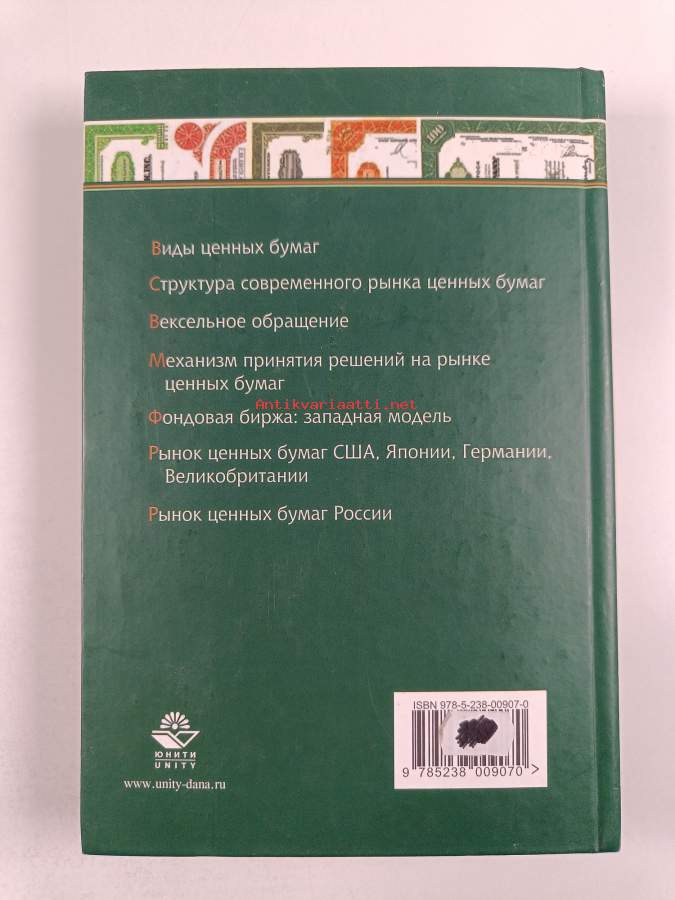 100
Виды ценных бумаг
Структура современного рынка ценных бумаг
Вексельное обращение
Механизм принятия решений на рынке
ценных бумаг
Antikvariaatti.net
Фондовая биржа: западная модель
Рынок ценных бумаг США, Японии, Германии,
Великобритании
Рынок ценных бумаг России
ISBN 978-5-238-00907-0
9 785238 009070 >
ЮНИТИ
UNITY
www.unity-dana.ru